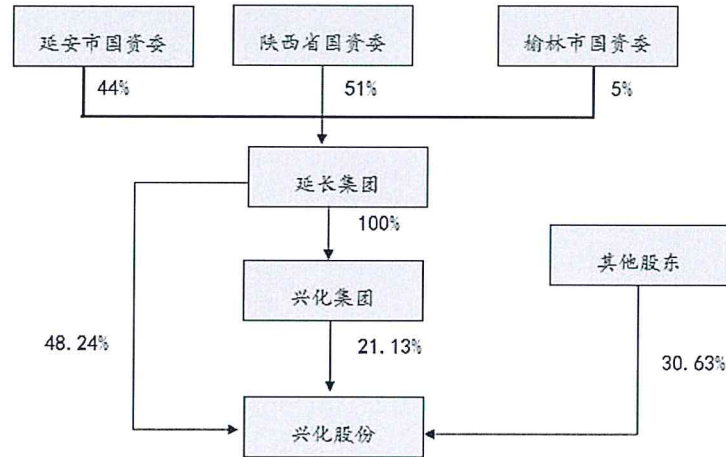 延安市国资委
陕西省国资委
榆林市国资委
44%
51%
5%
延长集团
100%
其他股东
兴化集团
48.24%
21.13%
30.63%
兴化股份